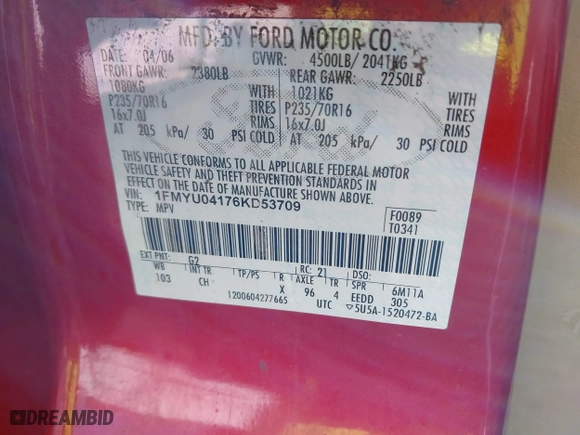 MFD. BY FORD MOTOR CO.
DATE: 04/06 GVWR: 4500LB/ 2041KG
FRONT GAWR: 2380LB REAR GAWR: 2250LB
1080KG WITH 1021KG WITH
P235/70R16 TIRES P235/70R16 TIRES
16x7.0J RIMS 16x7.0J RIMS
AT 205 kPa/ 30 PSI COLD AT 205 kPa/ 30 PSI COLD
THIS VEHICLE CONFORMS TO ALL APPLICABLE FEDERAL MOTOR
VEHICLE SAFETY AND THEFT PREVENTION STANDARDS IN
EFFECT ON THE DATE OF MANUFACTURE SHOWN ABOVE.
VIN: 1FMYU04176KD53709
TYPE: MPV
F0089
T0341
EXT PNT: G2 RC: 21 DSO:
WB INT TR TP/PS R AXLE TR SPR 6M11A
103 CH X 96 4 EEDD 305
1200604277665 UTC ▽5U5A-1520472-BA
Ford
DREAMBID